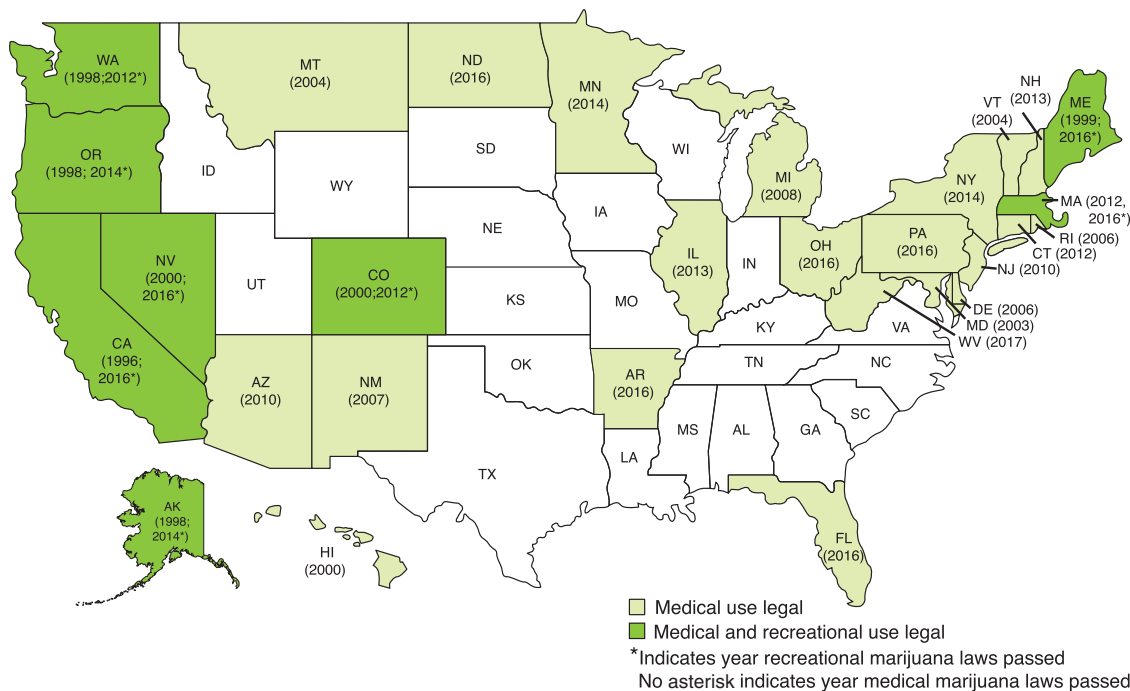 WA
(1998;2012*)
MT
(2004)
ND
(2016)
MN
(2014)
NH
(2013)
VT
(2004)
ME
(1999;
2016*)
OR
(1998; 2014*)
ID
WY
SD
WI
MI
(2008)
NY
(2014)
MA (2012,
2016*)
RI (2006)
CT (2012)
NJ (2010)
PA
(2016)
NV
(2000;
2016*)
UT
CO
(2000;2012*)
NE
IA
IL
(2013)
IN
OH
(2016)
DE (2006)
MD (2003)
WV (2017)
CA
(1996;
2016*)
KS
MO
KY
VA
AZ
(2010)
NM
(2007)
OK
AR
(2016)
TN
NC
SC
MS
AL
GA
LA
TX
AK
(1998;
2014*)
HI
(2000)
FL
(2016)
Medical use legal
Medical and recreational use legal
*Indicates year recreational marijuana laws passed
No asterisk indicates year medical marijuana laws passed